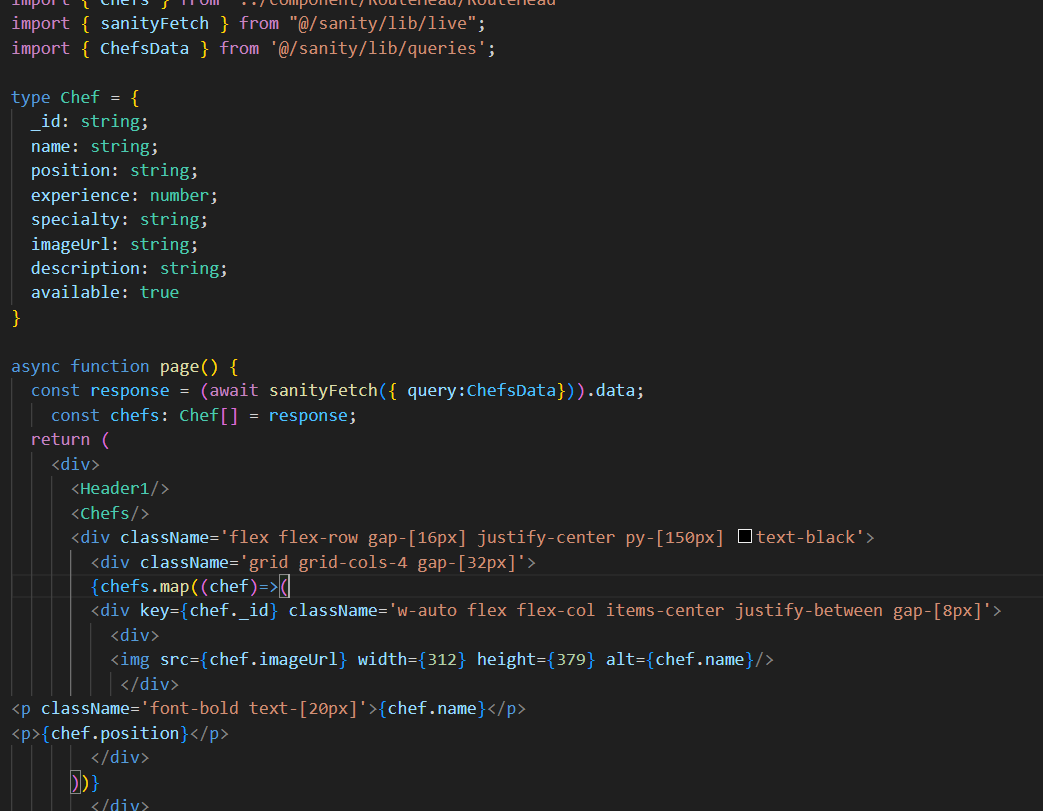 import { Chefs } from '../component/RouteHead/RouteHead
import { sanityFetch } from "@/sanity/lib/live";
import { ChefsData } from '@/sanity/lib/queries';
type Chef = {
_id: string;
name: string;
position: string;
experience: number;
specialty: string;
imageUrl: string;
description: string;
available: true
}
async function page() {
const response = (await sanityFetch({ query:ChefsData})).data;
const chefs: Chef[] = response;
return (
<div>
<Header1/>
<Chefs/>
<div className='flex flex-row gap-[16px] justify-center py-[150px] text-black'>
<div className='grid grid-cols-4 gap-[32px]'>
{chefs.map((chef)=>(
<div key={chef._id} className='w-auto flex flex-col items-center justify-between gap-[8px]'>
<div>
<img src={chef.imageUrl} width={312} height={379} alt={chef.name}/>
</div>
<p className='font-bold text-[20px]'>{chef.name}</p>
<p>{chef.position}</p>
</div>
))}
</div>